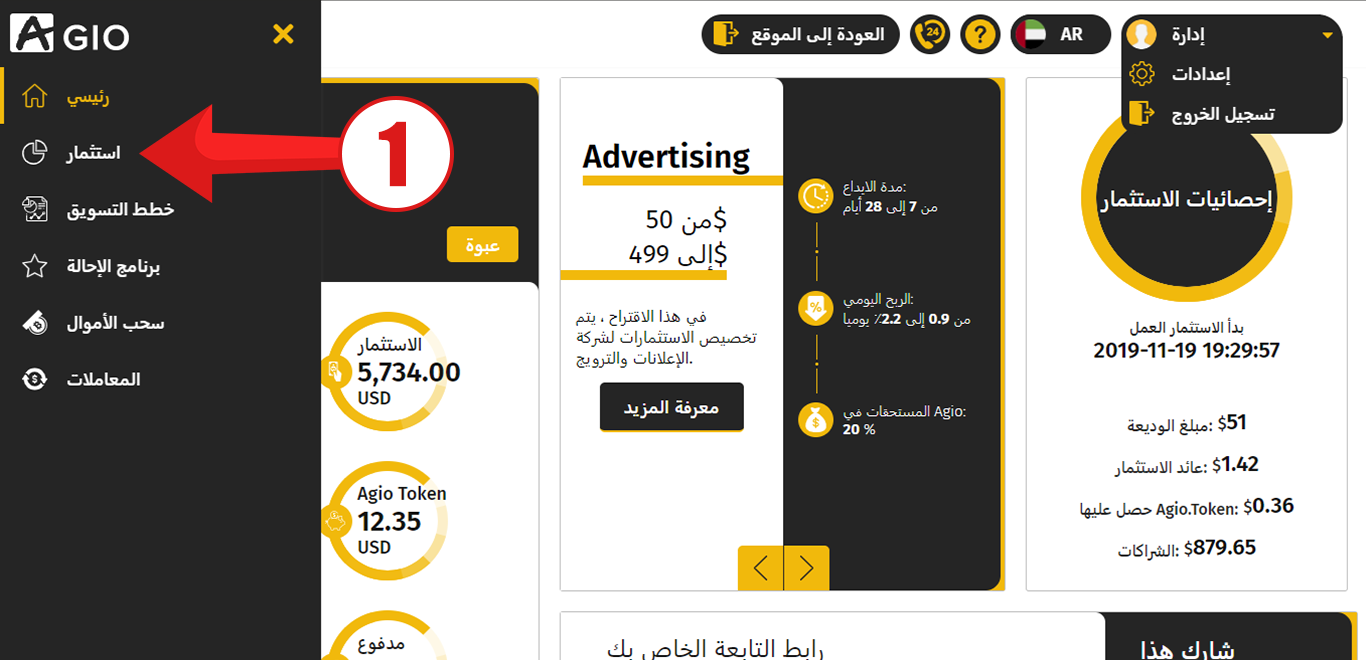 AGIO
رئيسي
استثمار
1
خطط التسويق
برنامج الإحالة
سحب الأموال
المعاملات
العودة إلى الموقع
24
?
AR
إدارة
إعدادات
تسجيل الخروج
عبوة
الاستثمار
5,734.00
USD
Agio Token
12.35
USD
مدفوع
Advertising
$من 50
$إلى 499
في هذا الاقتراح ، يتم
تخصيص الاستثمارات لشركة
الإعلانات والترويج.
معرفة المزيد
مدة الايداع:
من 7 إلى 28 أيام
الربح اليومي:
من 0.9 إلى 2.2٪ يوميا
المستحقات في Agio:
20 %
إحصائيات الاستثمار
بدأ الاستثمار العمل
2019-11-19 19:29:57
مبلغ الوديعة: $51
عائد الاستثمار: $1.42
حصل عليها Agio.Token: $0.36
الشراكات: $879.65
رابط التابعة الخاص بك
شارك هذا